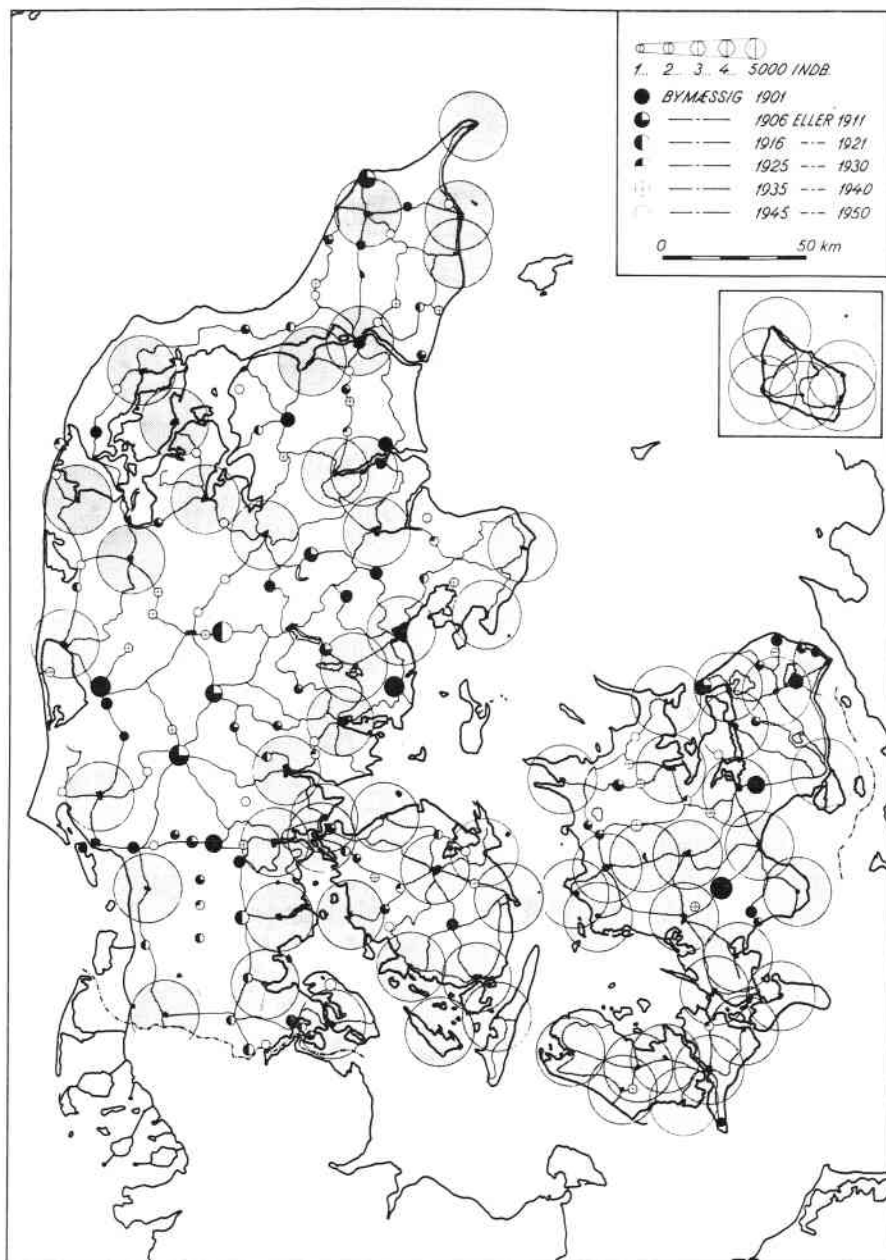 1... 2... 3... 4... 5000 INDB.
BYMÆSSIG 1901
—·— 1906 ELLER 1911
—·— 1916 --- 1921
—·— 1925 --- 1930
—·— 1935 --- 1940
—·— 1945 --- 1950
0 50 km